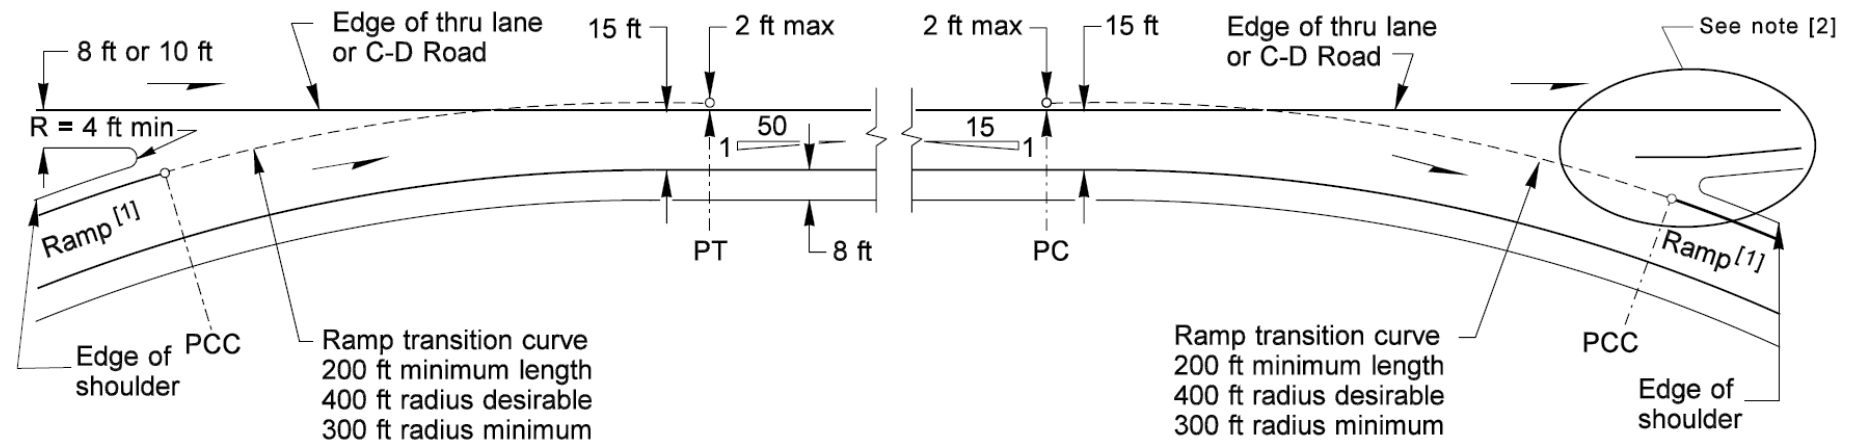 8 ft or 10 ft
Edge of thru lane
or C-D Road
15 ft
2 ft max
2 ft max
15 ft
Edge of thru lane
or C-D Road
See note [2]
R = 4 ft min
50
1
15
1
Ramp [1]
PT
8 ft
PC
Ramp [1]
PCC
Edge of
shoulder
Ramp transition curve
200 ft minimum length
400 ft radius desirable
300 ft radius minimum
Ramp transition curve
200 ft minimum length
400 ft radius desirable
300 ft radius minimum
PCC
Edge of
shoulder